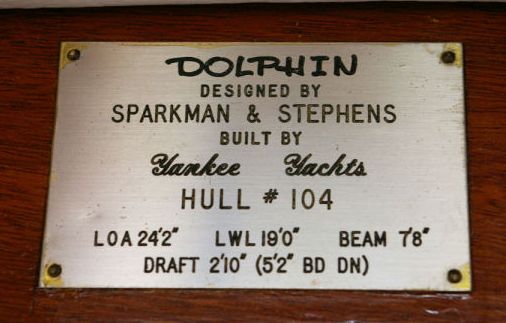 DOLPHIN
DESIGNED BY
SPARKMAN & STEPHENS
BUILT BY
Yankee Yachts
HULL # 104
LOA 24'2" LWL 19'0" BEAM 7'8"
DRAFT 2'10" (5'2" BD DN)